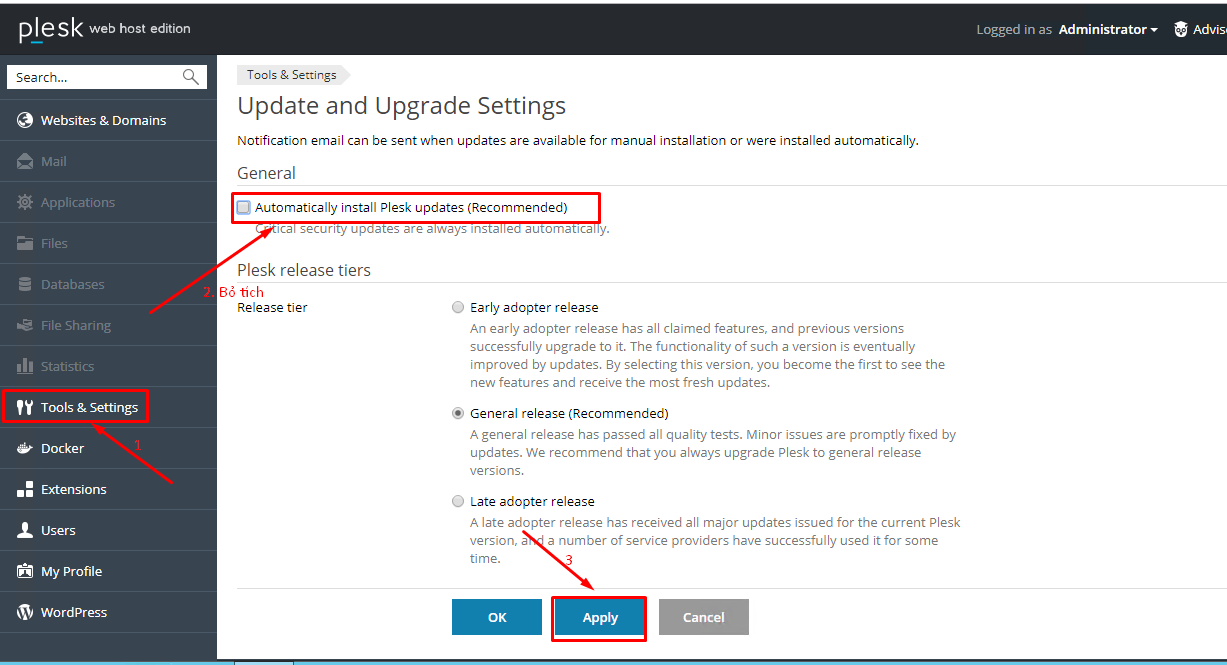 plesk web host edition
Logged in as Administrator
Search...
Websites & Domains
Mail
Applications
Files
Databases
File Sharing
Statistics
Tools & Settings
1
Docker
Extensions
Users
My Profile
WordPress
Tools & Settings
Update and Upgrade Settings
Notification email can be sent when updates are available for manual installation or were installed automatically.
General
Automatically install Plesk updates (Recommended)
Critical security updates are always installed automatically.
2. Bỏ tích
Plesk release tiers
Release tier
Early adopter release
An early adopter release has all claimed features, and previous versions
successfully upgrade to it. The functionality of such a version is eventually
improved by updates. By selecting this version, you become the first to see the
new features and receive the most fresh updates.
General release (Recommended)
A general release has passed all quality tests. Minor issues are promptly fixed by
updates. We recommend that you always upgrade Plesk to general release
versions.
Late adopter release
A late adopter release has received all major updates issued for the current Plesk
version, and a number of service providers have successfully used it for some
time.
3
OK
Apply
Cancel